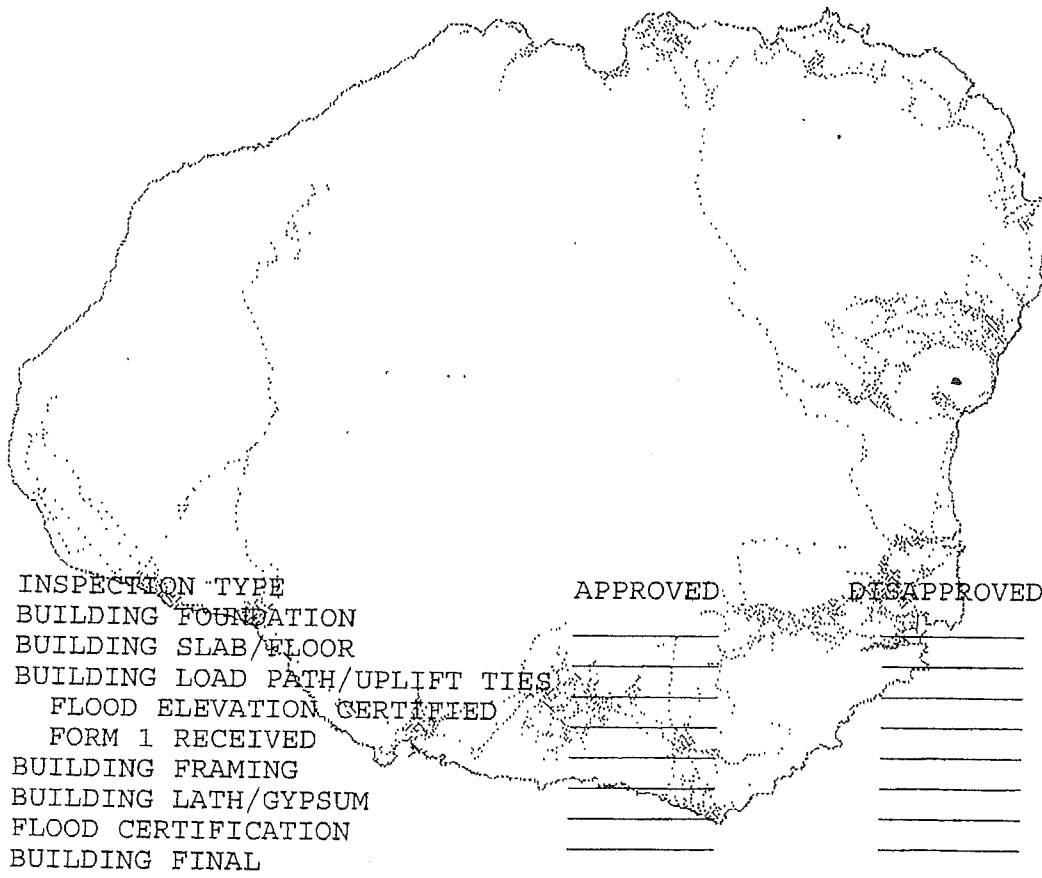 INSPECTION TYPE APPROVED DISAPPROVED
BUILDING FOUNDATION
BUILDING SLAB/FLOOR
BUILDING LOAD PATH/UPLIFT TIES
FLOOD ELEVATION CERTIFIED
FORM 1 RECEIVED
BUILDING FRAMING
BUILDING LATH/GYPSUM
FLOOD CERTIFICATION
BUILDING FINAL